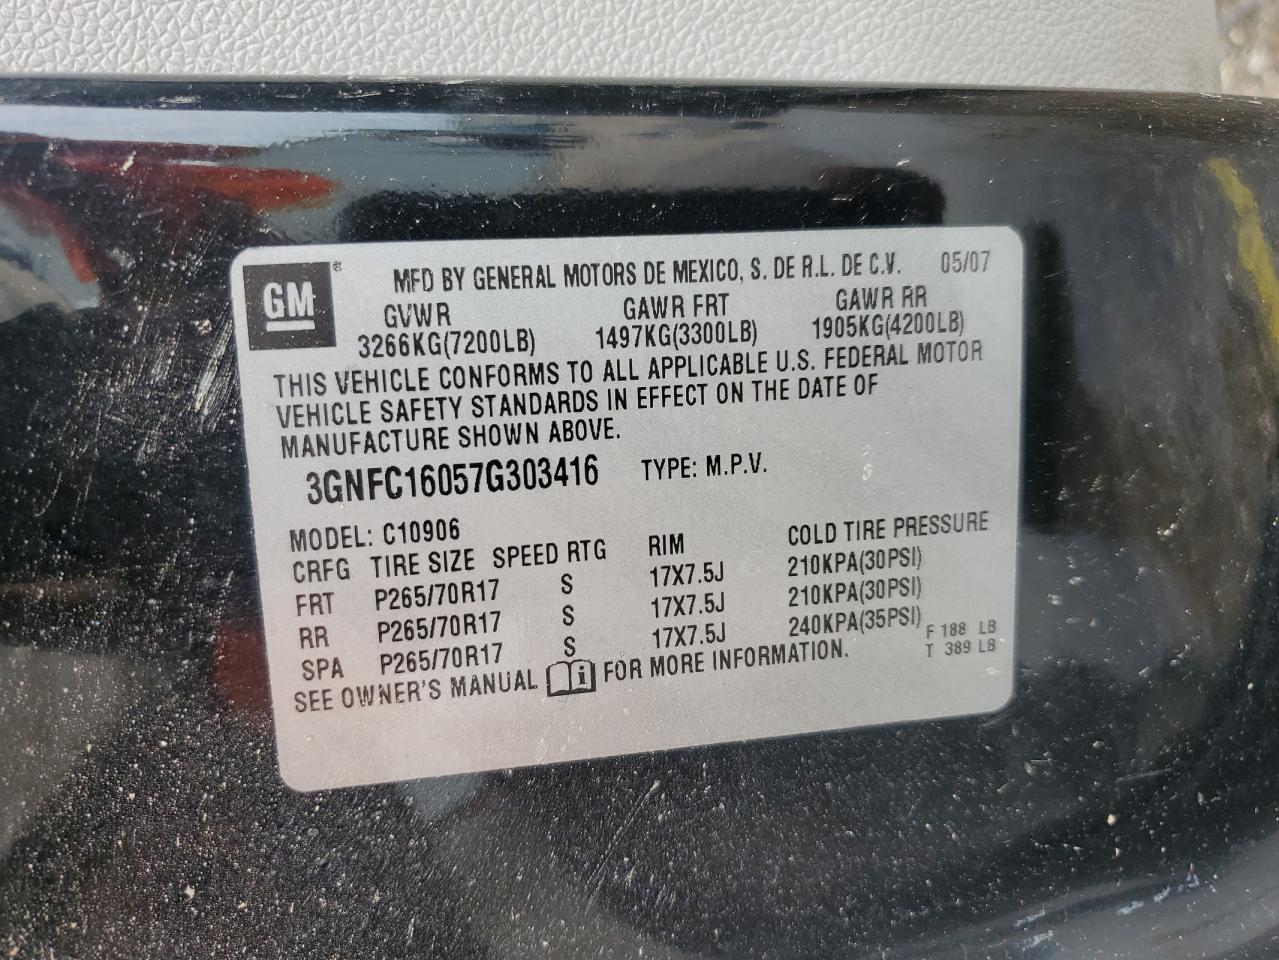 GM ®
MFD BY GENERAL MOTORS DE MEXICO, S. DE R.L. DE C.V. 05/07
GVWR GAWR FRT GAWR RR
3266KG(7200LB) 1497KG(3300LB) 1905KG(4200LB)
THIS VEHICLE CONFORMS TO ALL APPLICABLE U.S. FEDERAL MOTOR
VEHICLE SAFETY STANDARDS IN EFFECT ON THE DATE OF
MANUFACTURE SHOWN ABOVE.
3GNFC16057G303416 TYPE: M.P.V.
MODEL: C10906
CRFG TIRE SIZE SPEED RTG RIM COLD TIRE PRESSURE
FRT P265/70R17 S 17X7.5J 210KPA(30PSI)
RR P265/70R17 S 17X7.5J 210KPA(30PSI)
SPA P265/70R17 S 17X7.5J 240KPA(35PSI)
SEE OWNER'S MANUAL i FOR MORE INFORMATION.
F 188 LB
T 389 LB